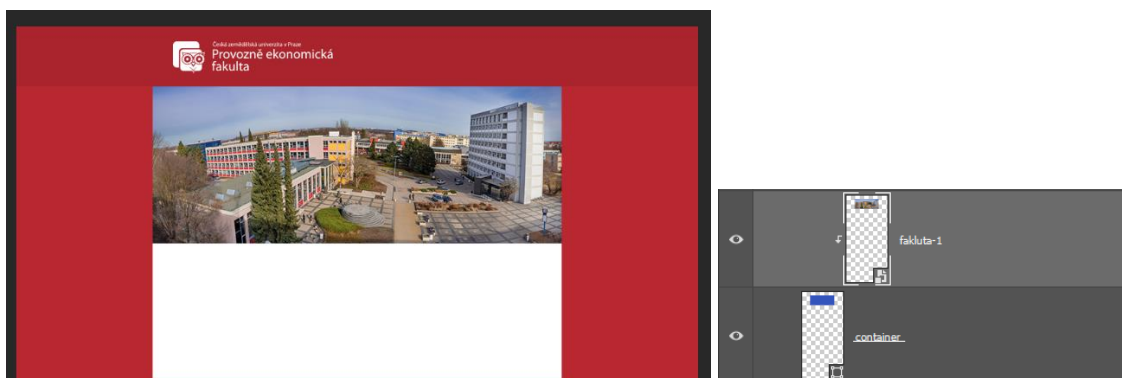 Česká zemědělská univerzita v Praze
Provozně ekonomická
fakulta
fakluta-1
container